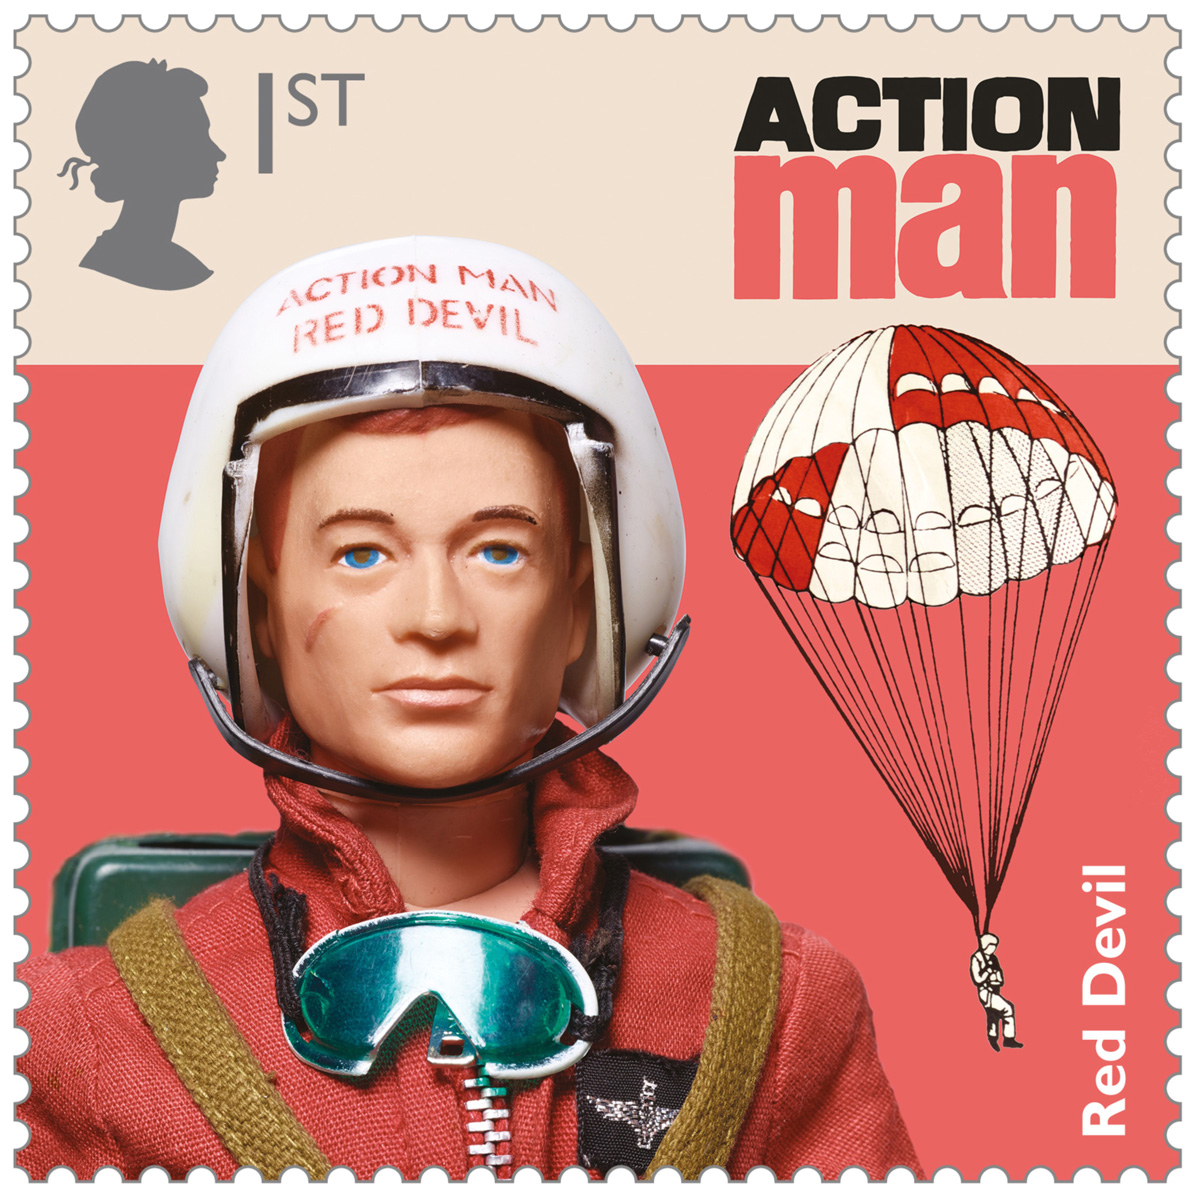 1ST
ACTION
man
ACTION MAN
RED DEVIL
Red Devil